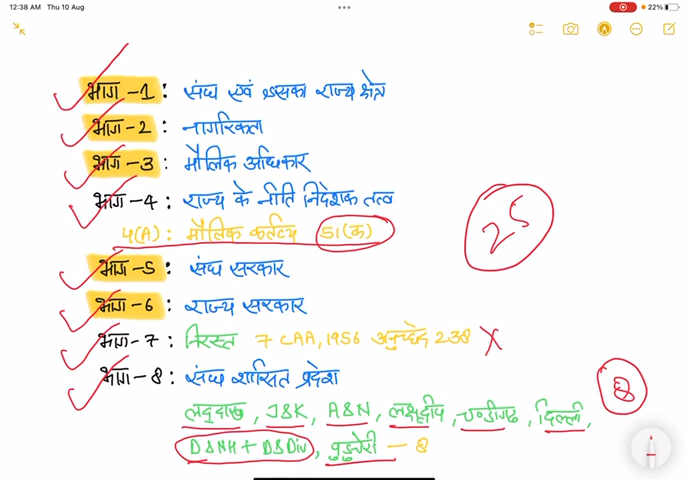 12:38 AM Thu 10 Aug 22%
भाग -1 : संघ एवं उसका राज्य क्षेत्र
भाग -2 : नागरिकता
भाग -3 : मौलिक अधिकार
भाग -4 : राज्य के नीति निदेशक तत्व
4(A) : मौलिक कर्तव्य 51(क)
25
भाग -5 : संघ सरकार
भाग -6 : राज्य सरकार
भाग -7 : निरस्त 7 CAA, 1956 अनुच्छेद 238 X
भाग -8 : संघ शासित प्रदेश
8
लद्दाख, J&K, A&N, लक्षद्वीप, चण्डीगढ़, दिल्ली,
D&NH + D&Div, पुडुचेरी - 8